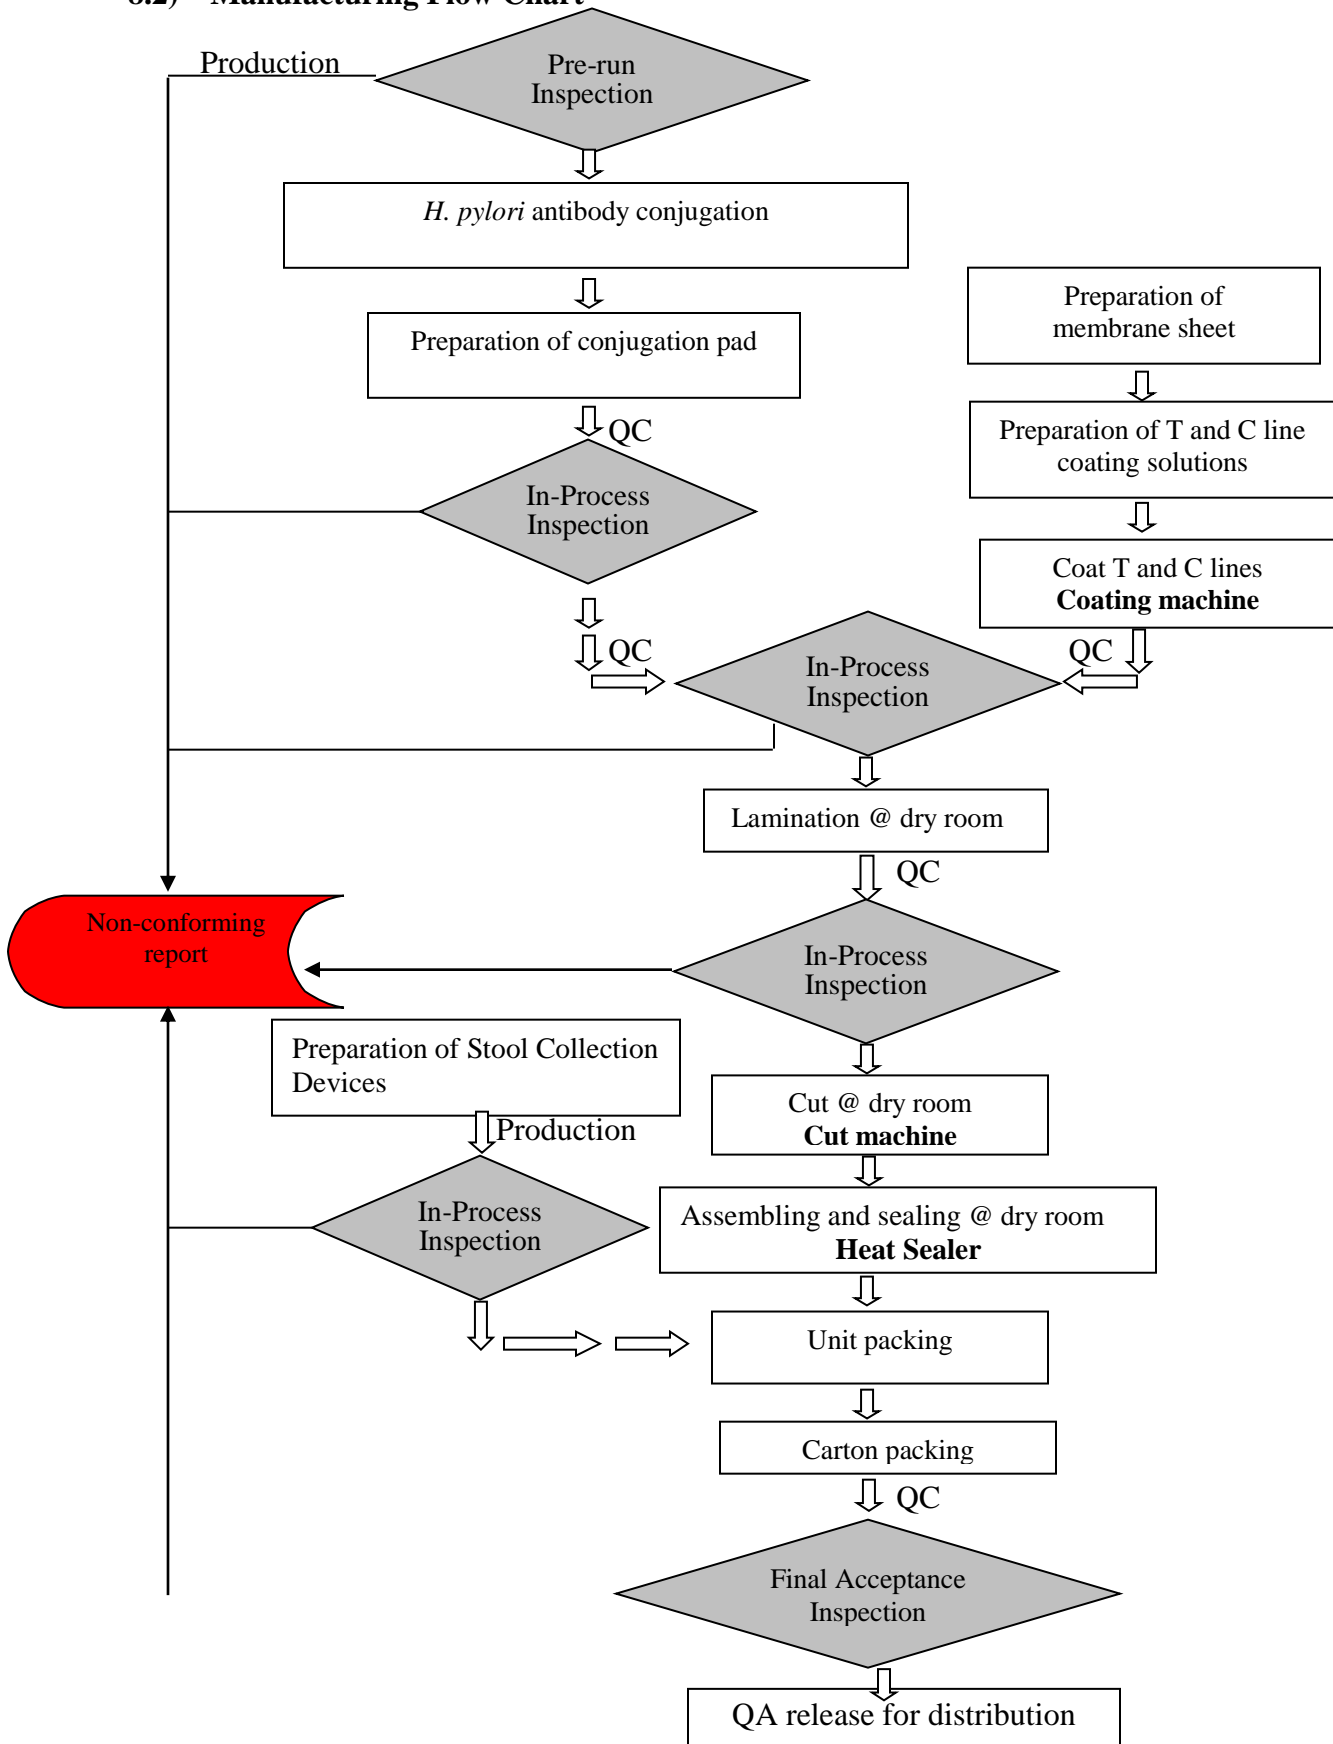 8.2) Manufacturing Flow Chart
Production
Pre-run
Inspection
H. pylori antibody conjugation
Preparation of
membrane sheet
Preparation of conjugation pad
QC
Preparation of T and C line
coating solutions
In-Process
Inspection
Coat T and C lines
Coating machine
QC
In-Process
Inspection
QC
Lamination @ dry room
QC
Non-conforming
report
In-Process
Inspection
Preparation of Stool Collection
Devices
Production
Cut @ dry room
Cut machine
In-Process
Inspection
Assembling and sealing @ dry room
Heat Sealer
Unit packing
Carton packing
QC
Final Acceptance
Inspection
QA release for distribution